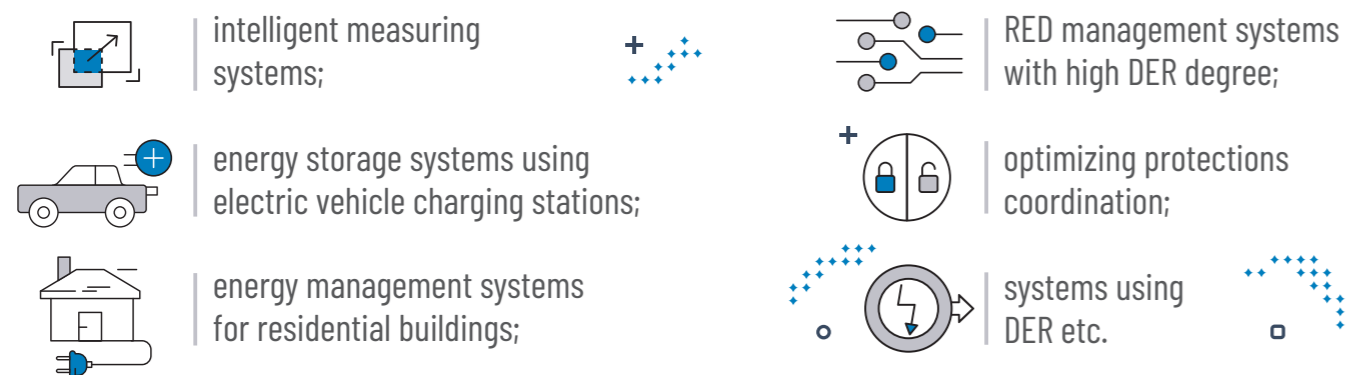 intelligent measuring
systems;
energy storage systems using
electric vehicle charging stations;
energy management systems
for residential buildings;
RED management systems
with high DER degree;
optimizing protections
coordination;
systems using
DER etc.